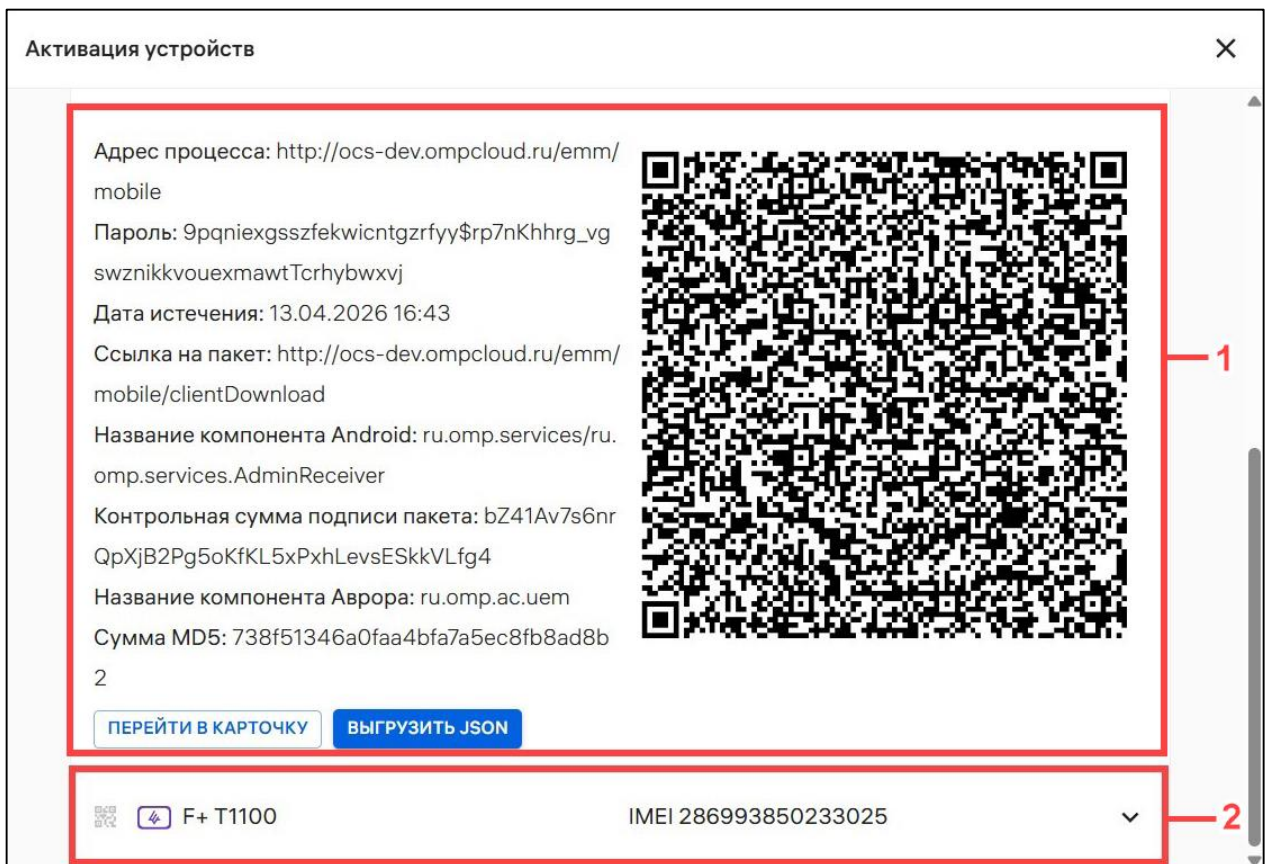 Активация устройств
Адрес процесса: http://ocs-dev.ompcloud.ru/emm/
mobile
Пароль: 9pqniexgsszfekwicntgzrfyy$rp7nKhhrg_vg
swznikkvouexmawtTcrhybwxvj
Дата истечения: 13.04.2026 16:43
Ссылка на пакет: http://ocs-dev.ompcloud.ru/emm/
mobile/clientDownload
Название компонента Android: ru.omp.services/ru.
omp.services.AdminReceiver
Контрольная сумма подписи пакета: bZ41Av7s6nr
QpXjB2Pg5oKfKL5xPxhLevsESkkVLfg4
Название компонента Аврора: ru.omp.ac.uem
Сумма MD5: 738f51346a0faa4bfa7a5ec8fb8ad8b
2
ПЕРЕЙТИ В КАРТОЧКУ ВЫГРУЗИТЬ JSON
1
F+ T1100 IMEI 286993850233025
2